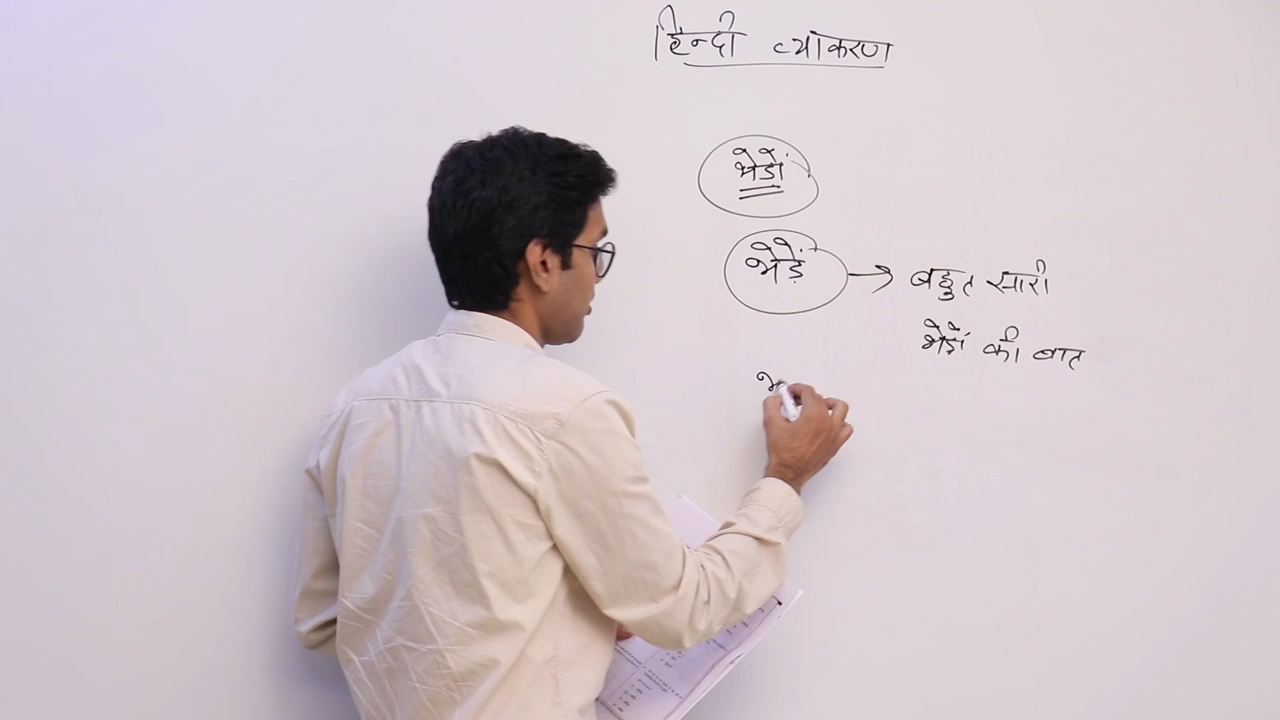 हिन्दी व्याकरण
भेडों
भेड़ें → बहुत सारी
भेड़ों की बात
भ